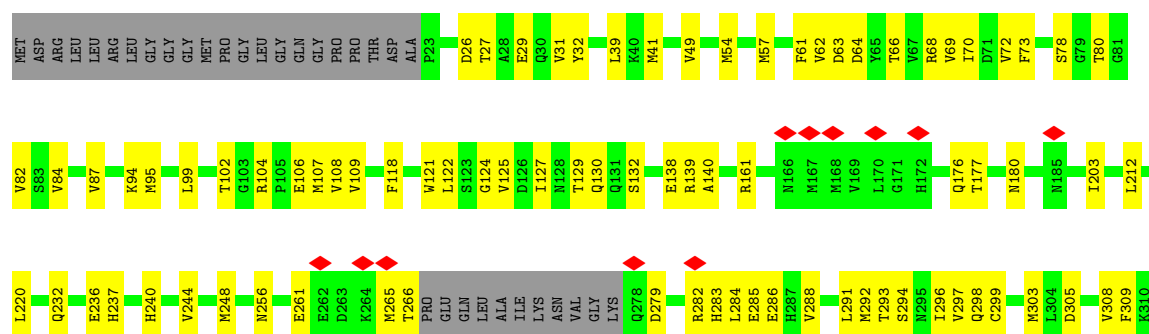 MET ASP ARG LEU LEU ARG LEU GLY GLY GLY MET PRO GLY LEU GLY GLN GLY PRO PRO THR ASP ALA P23 D26 T27 A28 E29 Q30 V31 Y32 L39 K40 M41 V49 M54 M57 F61 V62 D63 D64 Y65 T66 V67 R68 V69 I70 D71 V72 F73 S78 G79 T80 G81
V82 S83 V84 V87 K94 M95 L99 T102 G103 R104 P105 E106 M107 V108 V109 F118 W121 L122 S123 G124 V125 D126 I127 N128 T129 Q130 Q131 S132 E138 R139 A140 R161 N166 M167 M168 V169 L170 G171 H172 Q176 T177 N180 N185 I203 L212
L220 Q232 E236 H237 H240 V244 M248 N256 E261 E262 D263 K264 M265 T266 PRO GLU GLN LEU ALA ILE LYS ASN VAL GLY LYS Q278 D279 R282 H283 L284 E285 E286 H287 V288 L291 M292 T293 S294 N295 I296 V297 Q298 C299 M303 L304 D305 V308 F309 K310